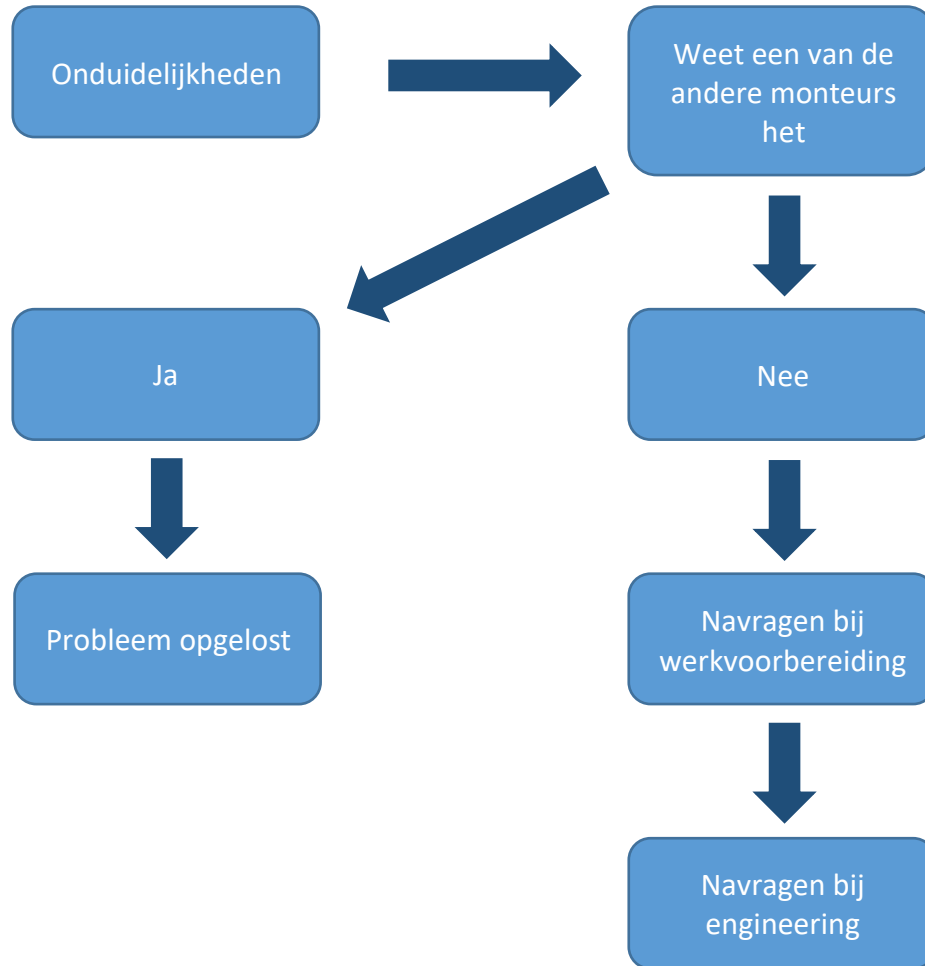 Onduidelijkheden
Weet een van de
andere monteurs
het
Ja
Nee
Probleem opgelost
Navragen bij
werkvoorbereiding
Navragen bij
engineering